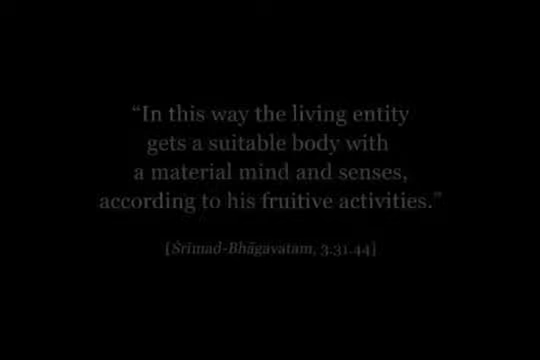 “In this way the living entity
gets a suitable body with
a material mind and senses,
according to his fruitive activities.”
[Śrīmad-Bhāgavatam, 3.31.44]